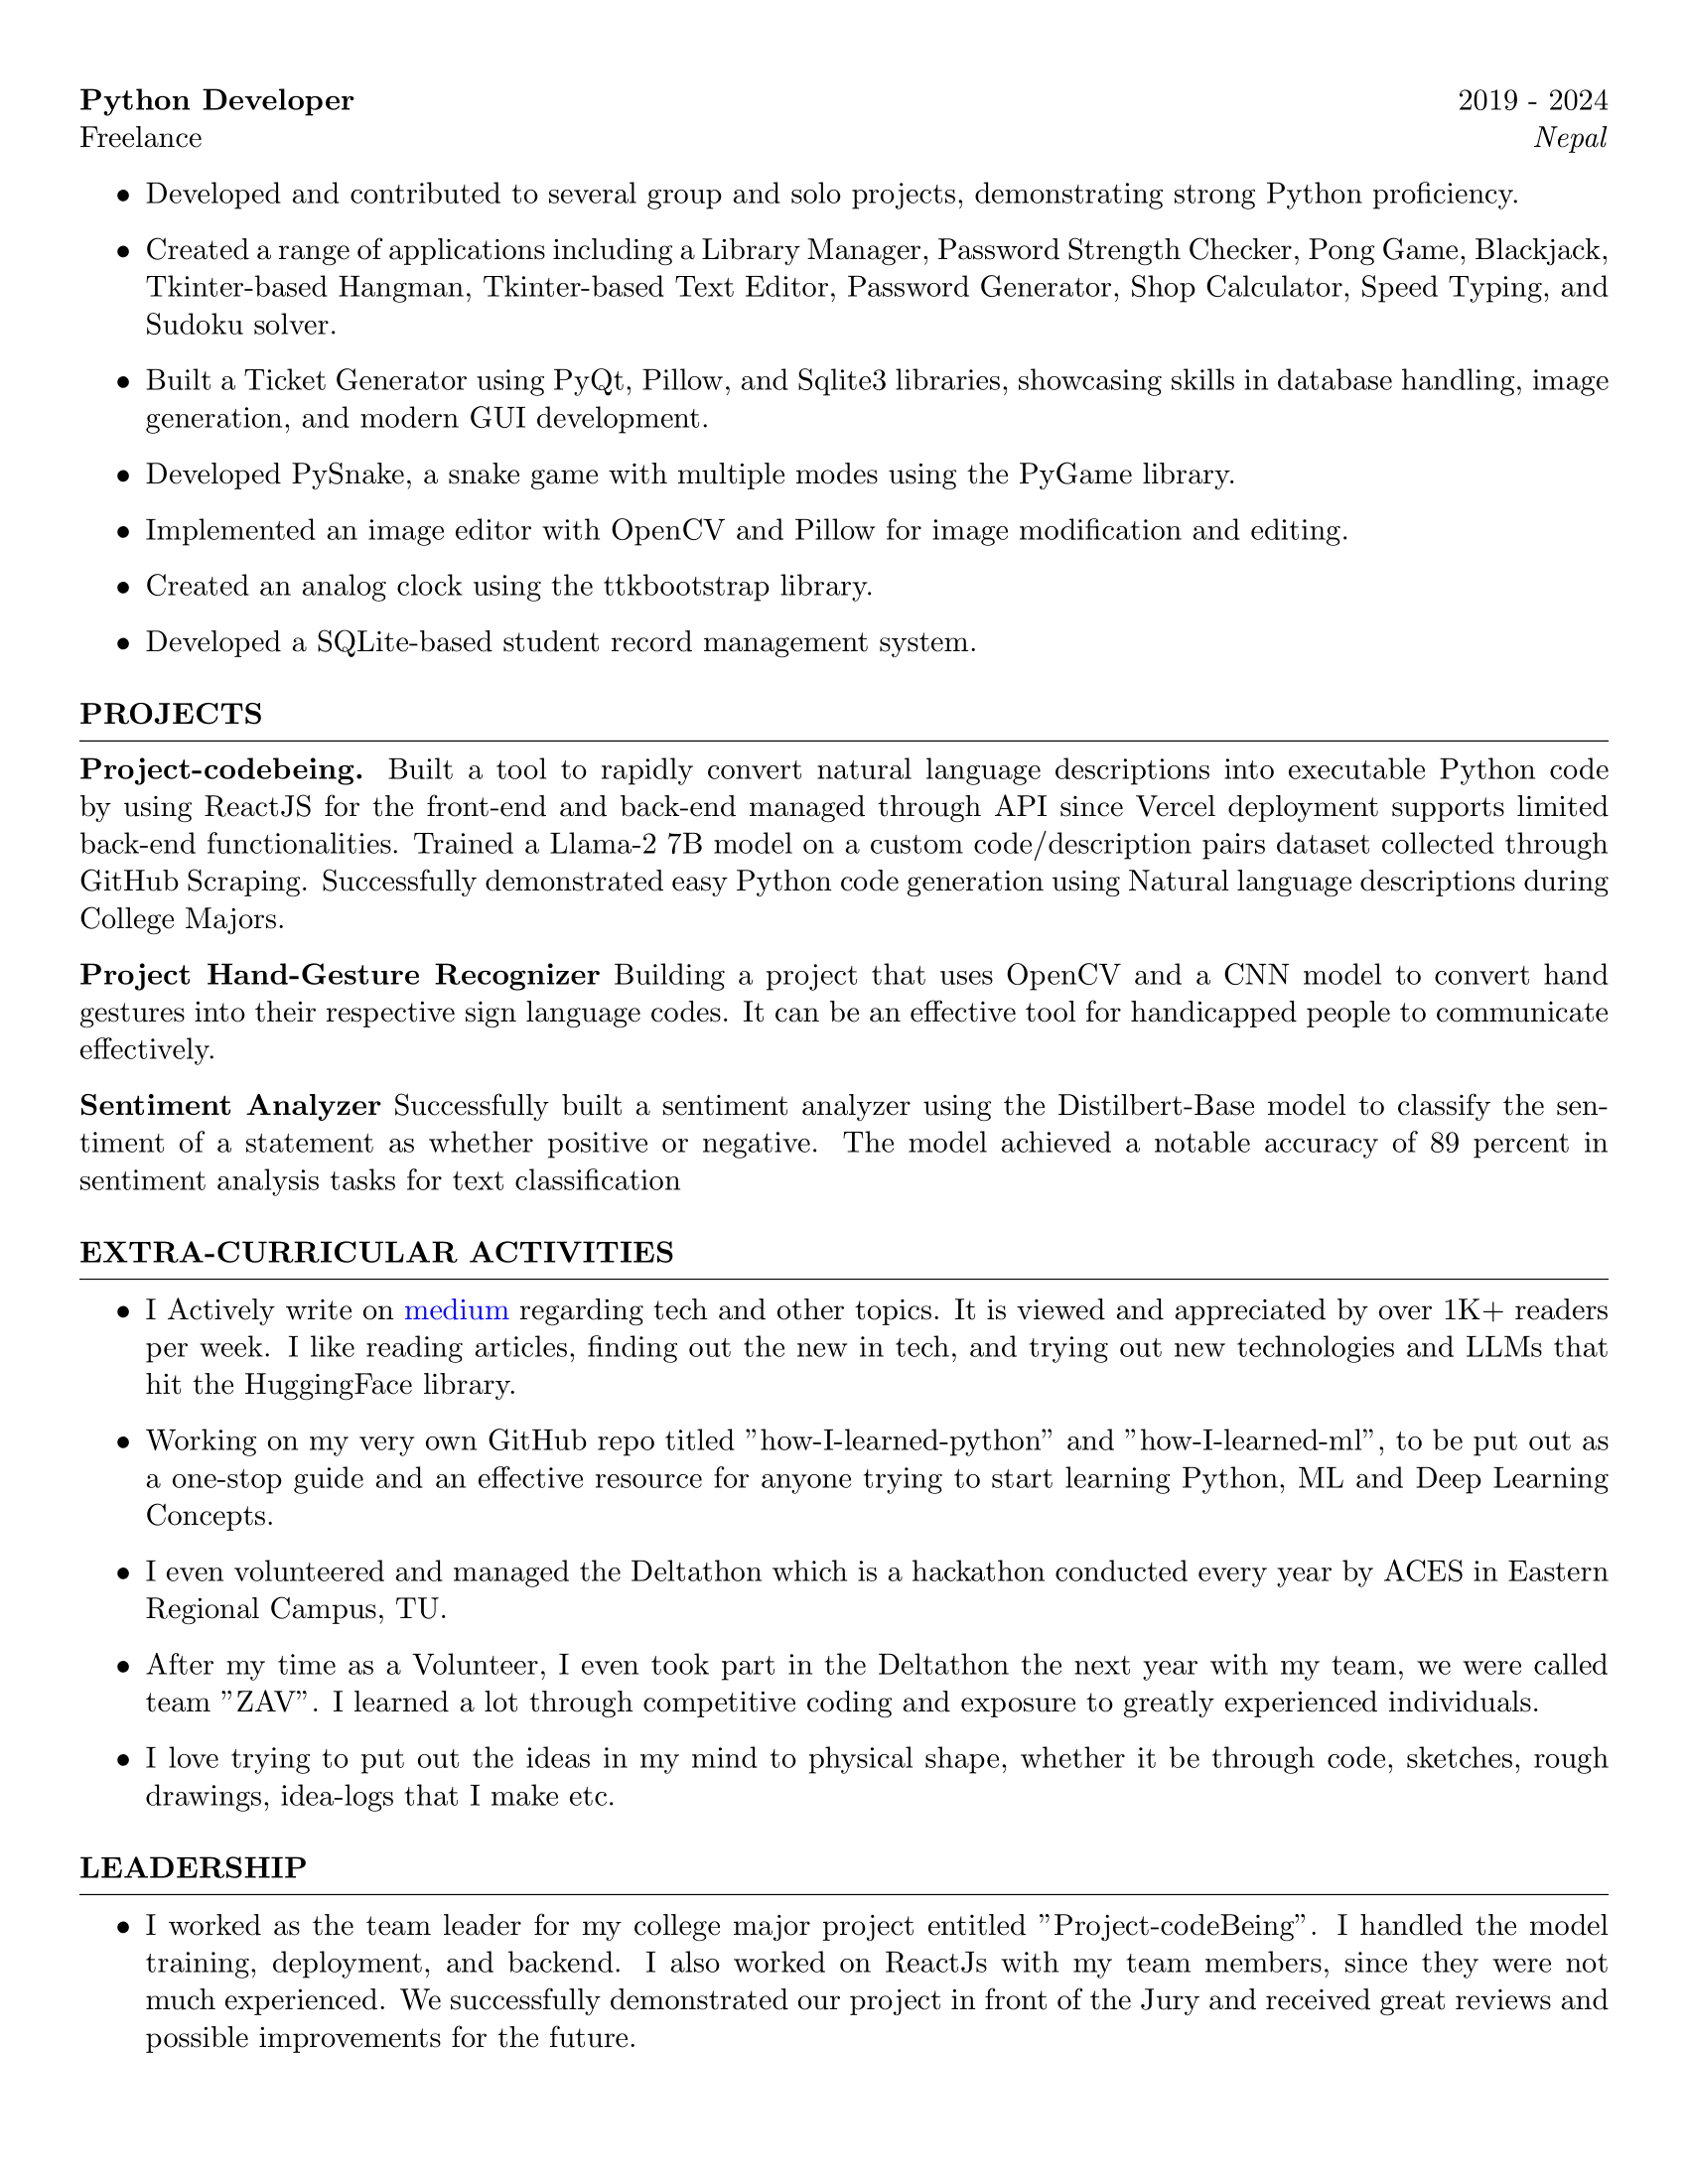 Python Developer 2019 - 2024
Freelance Nepal
• Developed and contributed to several group and solo projects, demonstrating strong Python proficiency.
• Created a range of applications including a Library Manager, Password Strength Checker, Pong Game, Blackjack,
Tkinter-based Hangman, Tkinter-based Text Editor, Password Generator, Shop Calculator, Speed Typing, and
Sudoku solver.
• Built a Ticket Generator using PyQt, Pillow, and Sqlite3 libraries, showcasing skills in database handling, image
generation, and modern GUI development.
• Developed PySnake, a snake game with multiple modes using the PyGame library.
• Implemented an image editor with OpenCV and Pillow for image modification and editing.
• Created an analog clock using the ttkbootstrap library.
• Developed a SQLite-based student record management system.
PROJECTS
Project-codebeing. Built a tool to rapidly convert natural language descriptions into executable Python code
by using ReactJS for the front-end and back-end managed through API since Vercel deployment supports limited
back-end functionalities. Trained a Llama-2 7B model on a custom code/description pairs dataset collected through
GitHub Scraping. Successfully demonstrated easy Python code generation using Natural language descriptions during
College Majors.
Project Hand-Gesture Recognizer Building a project that uses OpenCV and a CNN model to convert hand
gestures into their respective sign language codes. It can be an effective tool for handicapped people to communicate
effectively.
Sentiment Analyzer Successfully built a sentiment analyzer using the Distilbert-Base model to classify the sen-
timent of a statement as whether positive or negative. The model achieved a notable accuracy of 89 percent in
sentiment analysis tasks for text classification
EXTRA-CURRICULAR ACTIVITIES
• I Actively write on medium regarding tech and other topics. It is viewed and appreciated by over 1K+ readers
per week. I like reading articles, finding out the new in tech, and trying out new technologies and LLMs that
hit the HuggingFace library.
• Working on my very own GitHub repo titled ”how-I-learned-python” and ”how-I-learned-ml”, to be put out as
a one-stop guide and an effective resource for anyone trying to start learning Python, ML and Deep Learning
Concepts.
• I even volunteered and managed the Deltathon which is a hackathon conducted every year by ACES in Eastern
Regional Campus, TU.
• After my time as a Volunteer, I even took part in the Deltathon the next year with my team, we were called
team ”ZAV”. I learned a lot through competitive coding and exposure to greatly experienced individuals.
• I love trying to put out the ideas in my mind to physical shape, whether it be through code, sketches, rough
drawings, idea-logs that I make etc.
LEADERSHIP
• I worked as the team leader for my college major project entitled ”Project-codeBeing”. I handled the model
training, deployment, and backend. I also worked on ReactJs with my team members, since they were not
much experienced. We successfully demonstrated our project in front of the Jury and received great reviews and
possible improvements for the future.